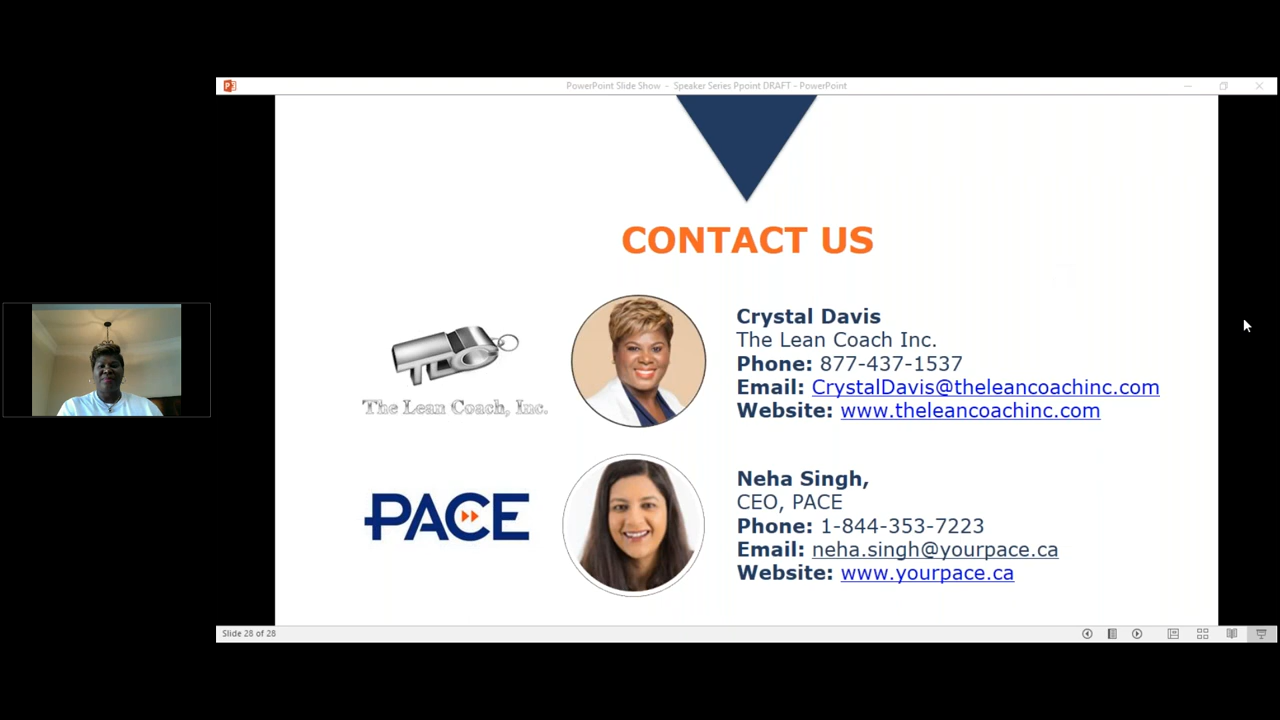 PowerPoint Slide Show - Speaker Series Ppoint DRAFT - PowerPoint
CONTACT US
TLC
The Lean Coach, Inc.
Crystal Davis
The Lean Coach Inc.
Phone: 877-437-1537
Email: CrystalDavis@theleancoachinc.com
Website: www.theleancoachinc.com
PACE
Neha Singh,
CEO, PACE
Phone: 1-844-353-7223
Email: neha.singh@yourpace.ca
Website: www.yourpace.ca
Slide 28 of 28